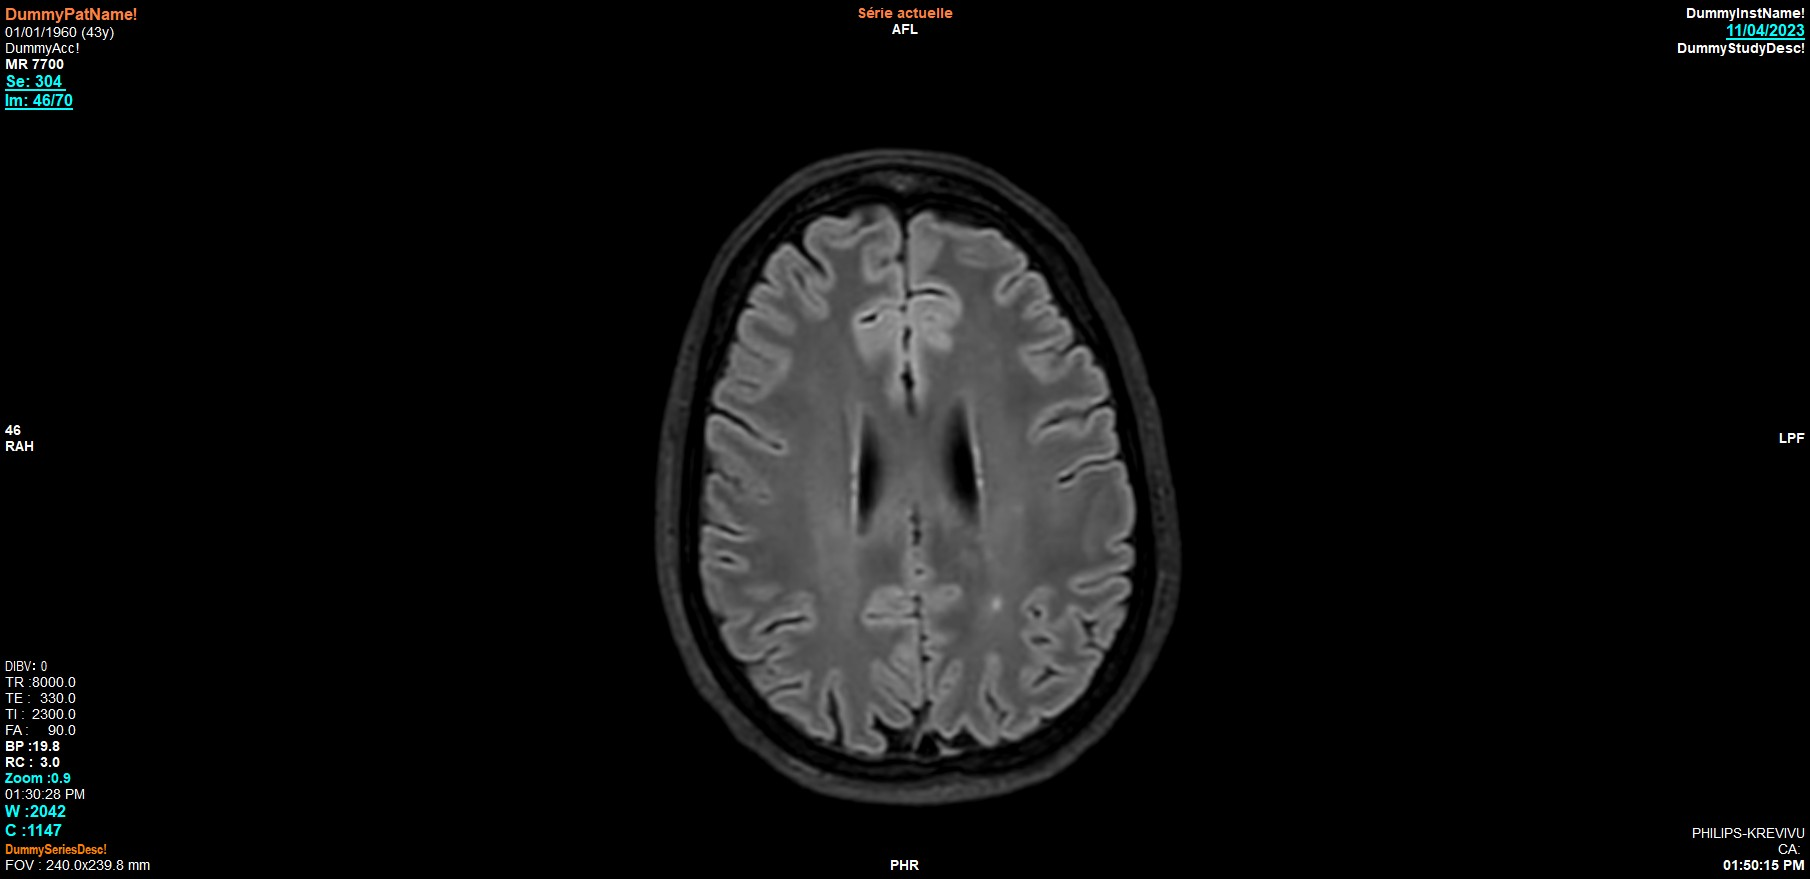 DummyPatName!
01/01/1960 (43y)
DummyAcc!
MR 7700
Se: 304
Im: 46/70
Série actuelle
AFL
DummyInstName!
11/04/2023
DummyStudyDesc!
46
RAH
LPF
DIBV: 0
TR :8000.0
TE : 330.0
TI : 2300.0
FA : 90.0
BP :19.8
RC : 3.0
Zoom :0.9
01:30:28 PM
W :2042
C :1147
DummySeriesDesc!
FOV : 240.0x239.8 mm
PHR
PHILIPS-KREVIVU
CA:
01:50:15 PM